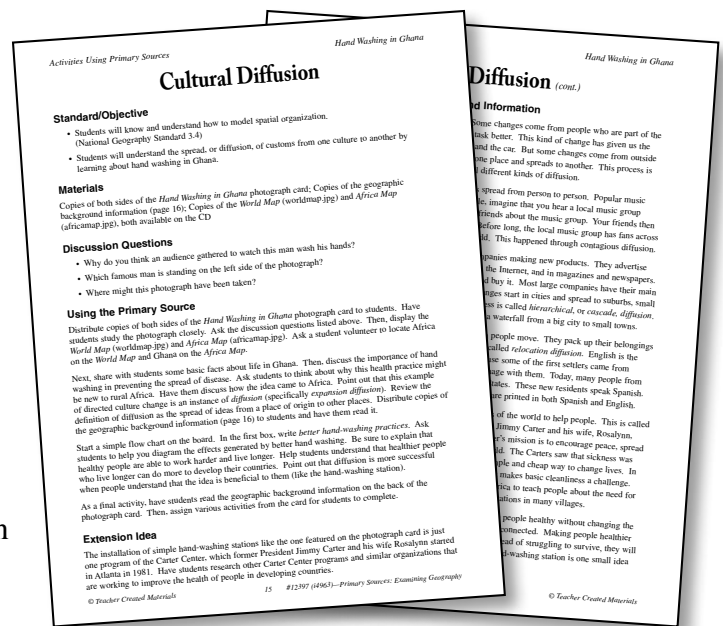 Activities Using Primary Sources
Hand Washing in Ghana
Cultural Diffusion
Standard/Objective
• Students will know and understand how to model spatial organization.
(National Geography Standard 3.4)
• Students will understand the spread, or diffusion, of customs from one culture to another by
learning about hand washing in Ghana.
Materials
Copies of both sides of the Hand Washing in Ghana photograph card; Copies of the geographic
background information (page 16); Copies of the World Map (worldmap.jpg) and Africa Map
(africamap.jpg), both available on the CD
Discussion Questions
• Why do you think an audience gathered to watch this man wash his hands?
• Which famous man is standing on the left side of the photograph?
• Where might this photograph have been taken?
Using the Primary Source
Distribute copies of both sides of the Hand Washing in Ghana photograph card to students. Have
students study the photograph closely. Ask the discussion questions listed above. Then, display the
World Map (worldmap.jpg) and Africa Map (africamap.jpg). Ask a student volunteer to locate Africa
on the World Map and Ghana on the Africa Map.
Next, share with students some basic facts about life in Ghana. Then, discuss the importance of hand
washing in preventing the spread of disease. Ask students to think about why this health practice might
be new to rural Africa. Have them discuss how the idea came to Africa. Point out that this example
of directed culture change is an instance of diffusion (specifically expansion diffusion). Review the
definition of diffusion as the spread of ideas from a place of origin to other places. Distribute copies of
the geographic background information (page 16) to students and have them read it.
Start a simple flow chart on the board. In the first box, write better hand-washing practices. Ask
students to help you diagram the effects generated by better hand washing. Be sure to explain that
healthy people are able to work harder and live longer. Help students understand that healthier people
who live longer can do more to develop their countries. Point out that diffusion is more successful
when people understand that the idea is beneficial to them (like the hand-washing station).
As a final activity, have students read the geographic background information on the back of the
photograph card. Then, assign various activities from the card for students to complete.
Extension Idea
The installation of simple hand-washing stations like the one featured on the photograph card is just
one program of the Carter Center, which former President Jimmy Carter and his wife Rosalynn started
in Atlanta in 1981. Have students research other Carter Center programs and similar organizations that
are working to improve the health of people in developing countries.
© Teacher Created Materials
15
#12397 (i4963)—Primary Sources: Examining Geography
Hand Washing in Ghana
Diffusion (cont.)
nd Information
Some changes come from people who are part of the
task better. This kind of change has given us the
and the car. But some changes come from outside
one place and spreads to another. This process is
different kinds of diffusion.
spread from person to person. Popular music
le, imagine that you hear a local music group
friends about the music group. Your friends then
Before long, the local music group has fans across
ld. This happened through contagious diffusion.
mpanies making new products. They advertise
the Internet, and in magazines and newspapers.
d buy it. Most large companies have their main
nges start in cities and spread to suburbs, small
ess is called hierarchical, or cascade, diffusion.
a waterfall from a big city to small towns.
people move. They pack up their belongings
called relocation diffusion. English is the
use some of the first settlers came from
age with them. Today, many people from
tates. These new residents speak Spanish.
are printed in both Spanish and English.
of the world to help people. This is called
Jimmy Carter and his wife, Rosalynn,
er's mission is to encourage peace, spread
ld. The Carters saw that sickness was
ple and cheap way to change lives. In
makes basic cleanliness a challenge.
rica to teach people about the need for
tations in many villages.
people healthy without changing the
connected. Making people healthier
ead of struggling to survive, they will
d-washing station is one small idea
© Teacher Created Materials
n